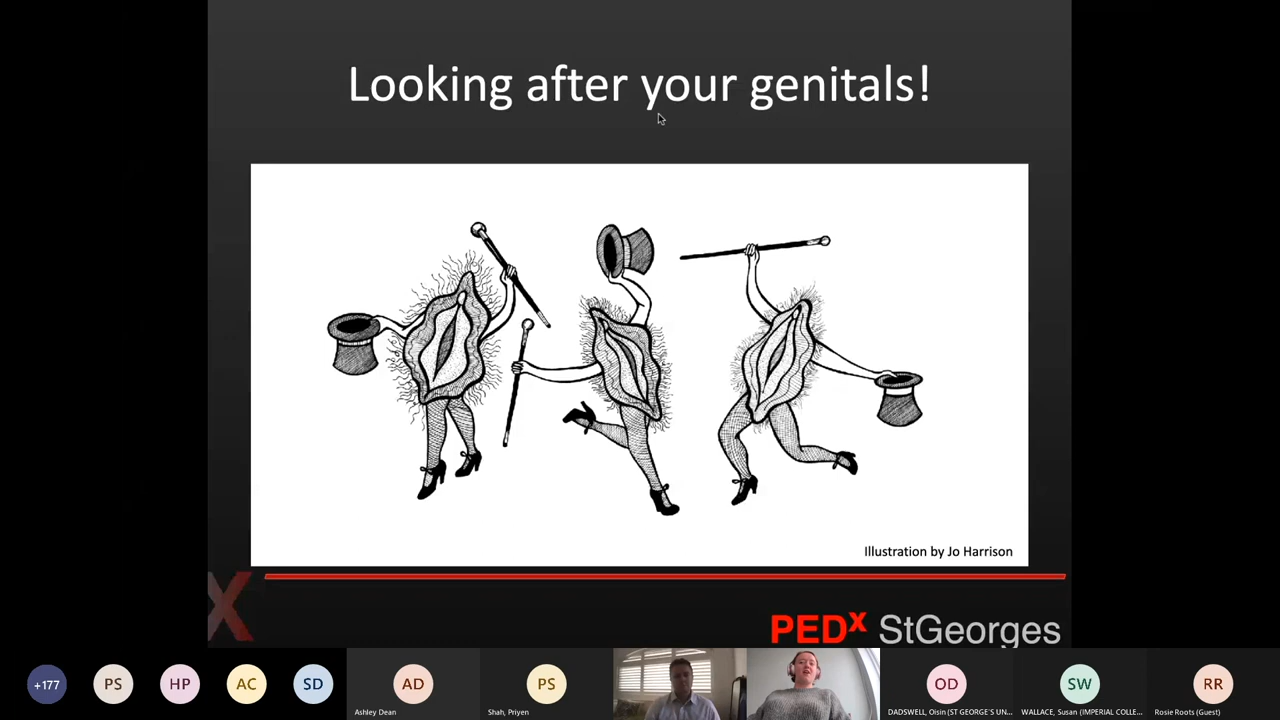 Looking after your genitals!
Illustration by Jo Harrison
X
PEDx StGeorges
+177
PS
HP
AC
SD
AD
PS
OD
SW
RR
Ashley Dean
Shah, Priyen
DADSWELL, Oisin (ST GEORGE'S UN...
WALLACE, Susan (IMPERIAL COLLE...
Rosie Roots (Guest)